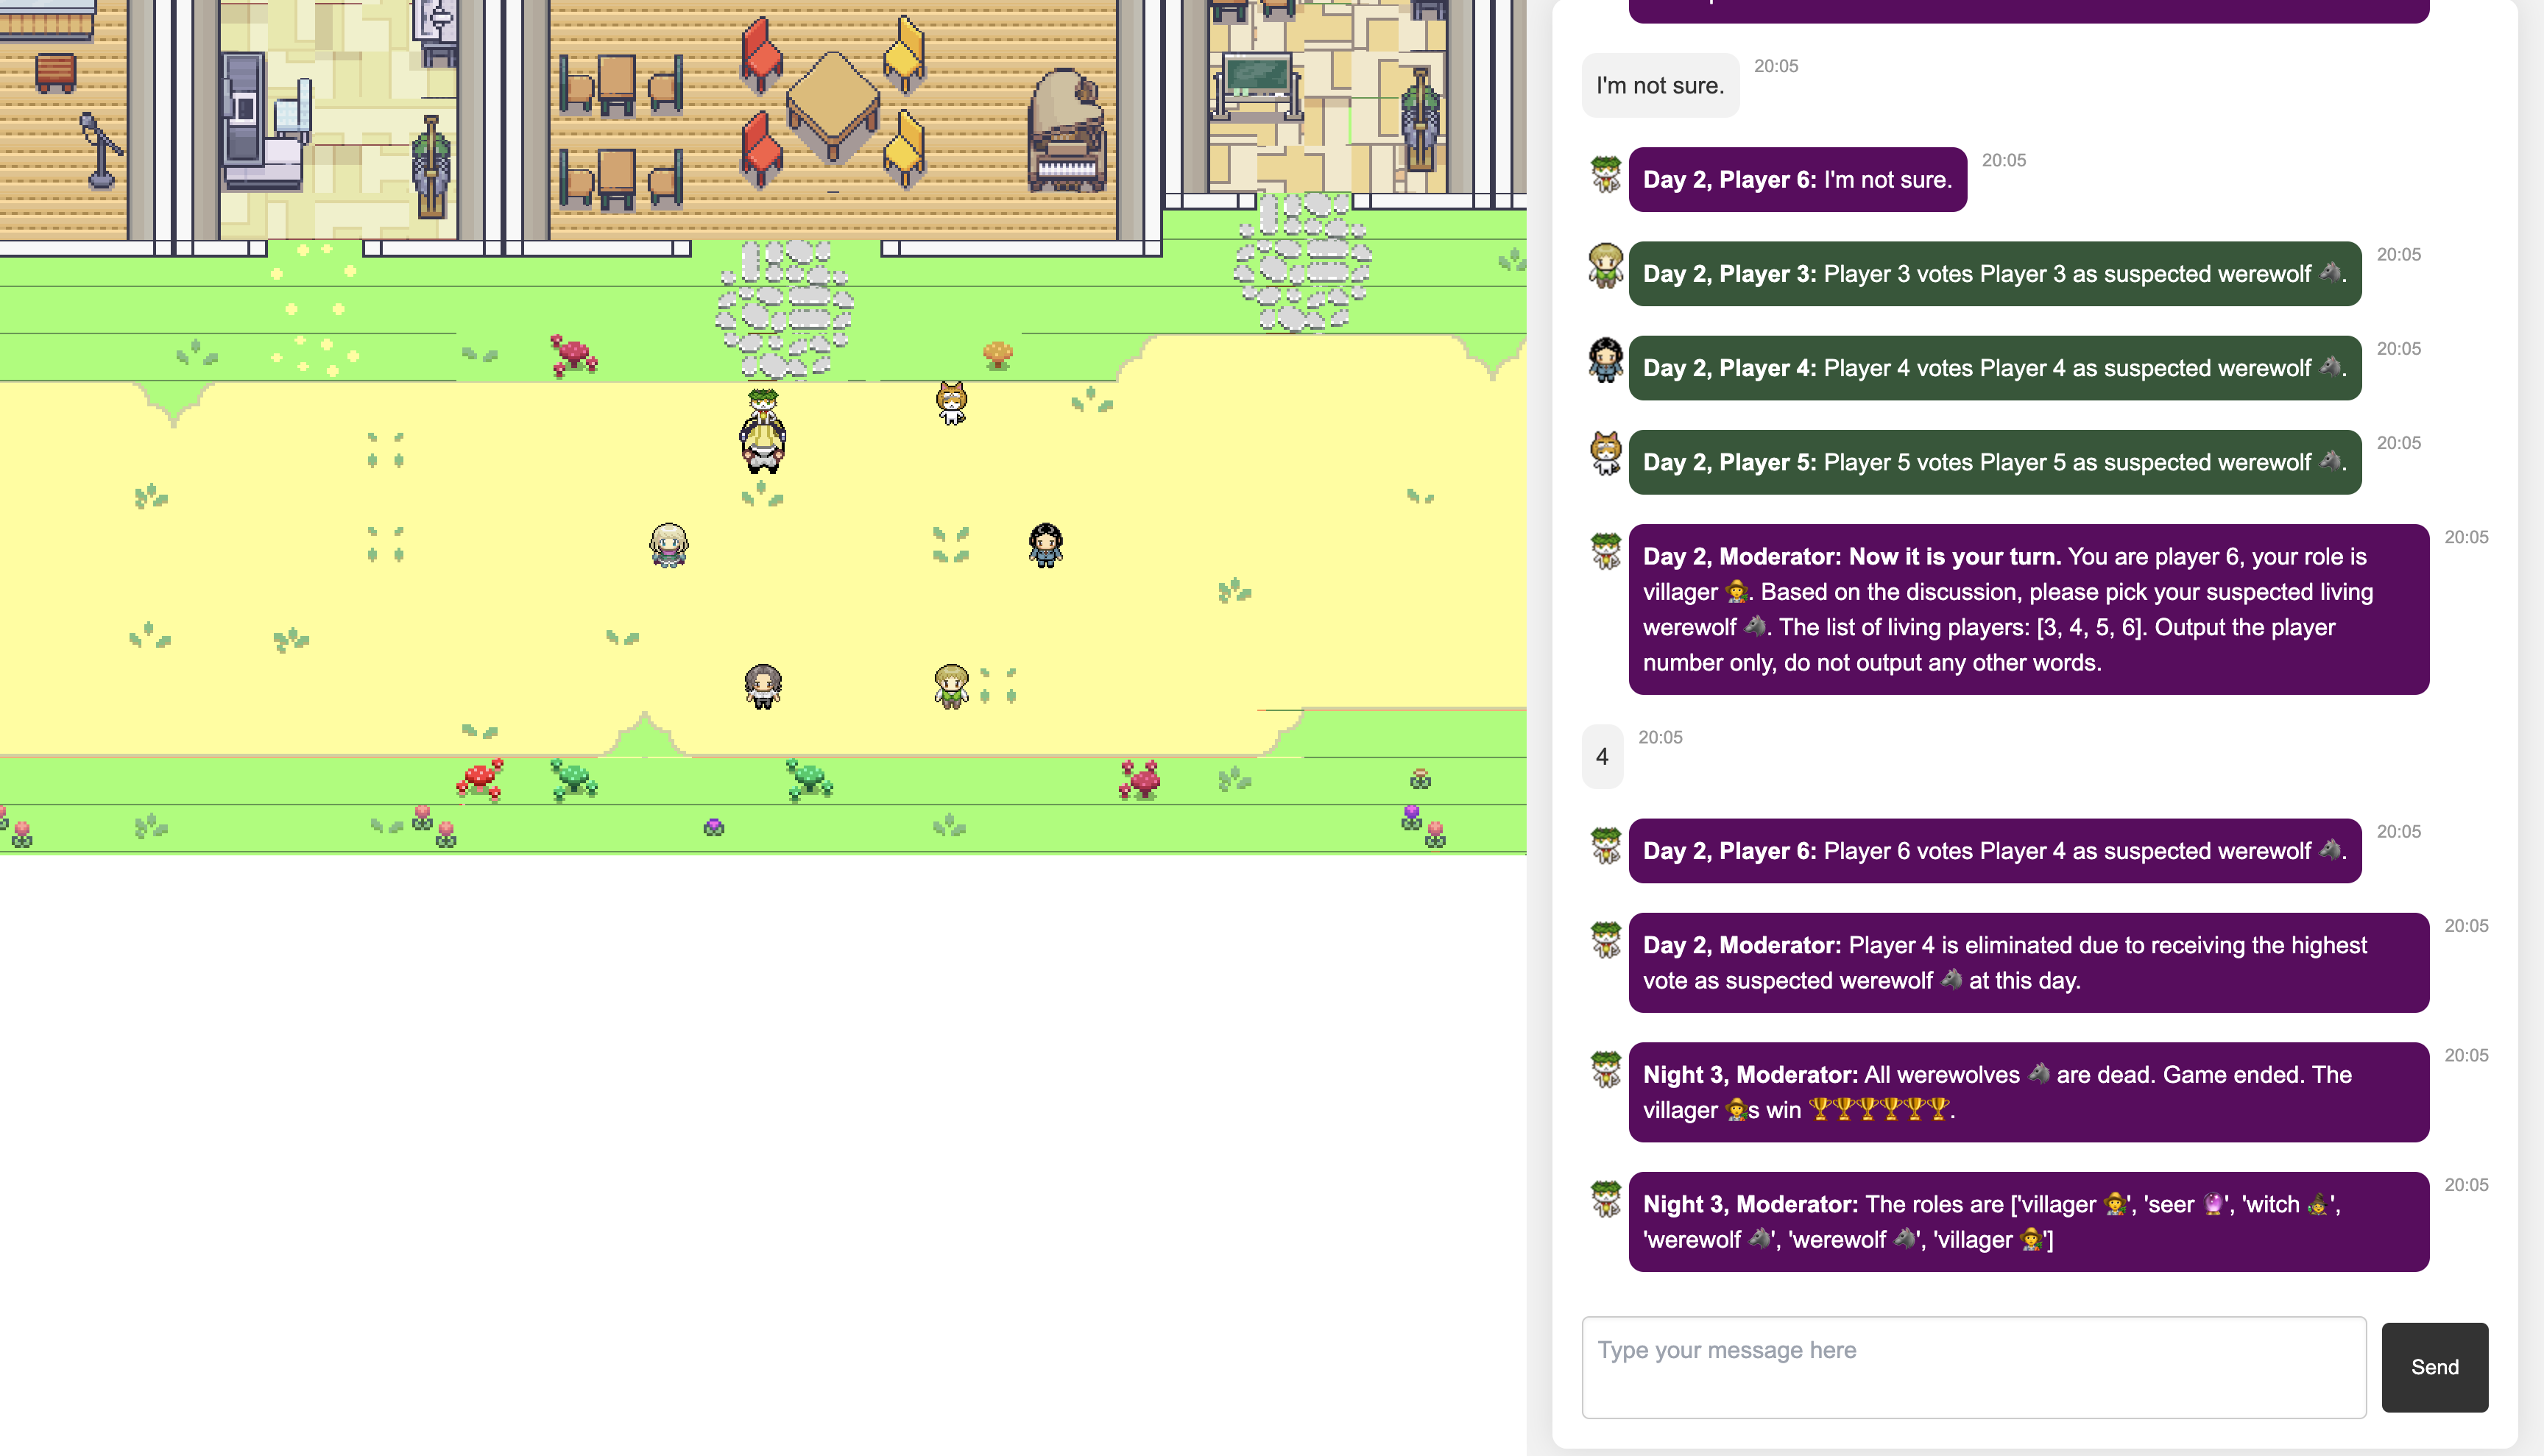 I'm not sure.
20:05
Day 2, Player 6: I'm not sure.
20:05
Day 2, Player 3: Player 3 votes Player 3 as suspected werewolf 🐺.
20:05
Day 2, Player 4: Player 4 votes Player 4 as suspected werewolf 🐺.
20:05
Day 2, Player 5: Player 5 votes Player 5 as suspected werewolf 🐺.
20:05
Day 2, Moderator: Now it is your turn. You are player 6, your role is
villager 🧑‍🌾. Based on the discussion, please pick your suspected living
werewolf 🐺. The list of living players: [3, 4, 5, 6]. Output the player
number only, do not output any other words.
20:05
4
20:05
Day 2, Player 6: Player 6 votes Player 4 as suspected werewolf 🐺.
20:05
Day 2, Moderator: Player 4 is eliminated due to receiving the highest
vote as suspected werewolf 🐺 at this day.
20:05
Night 3, Moderator: All werewolves 🐺 are dead. Game ended. The
villager 🧑‍🌾s win 🏆🏆🏆🏆🏆🏆.
20:05
Night 3, Moderator: The roles are ['villager 🧑‍🌾', 'seer 🔮', 'witch 🧙‍♀️',
'werewolf 🐺', 'werewolf 🐺', 'villager 🧑‍🌾']
20:05
Type your message here
Send